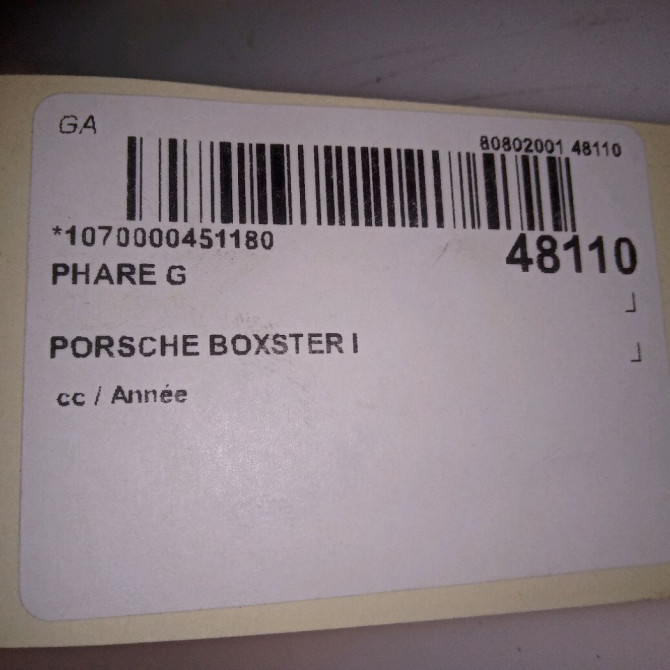 GA
80802001 48110
*1070000451180
48110
PHARE G
PORSCHE BOXSTER I
cc / Année